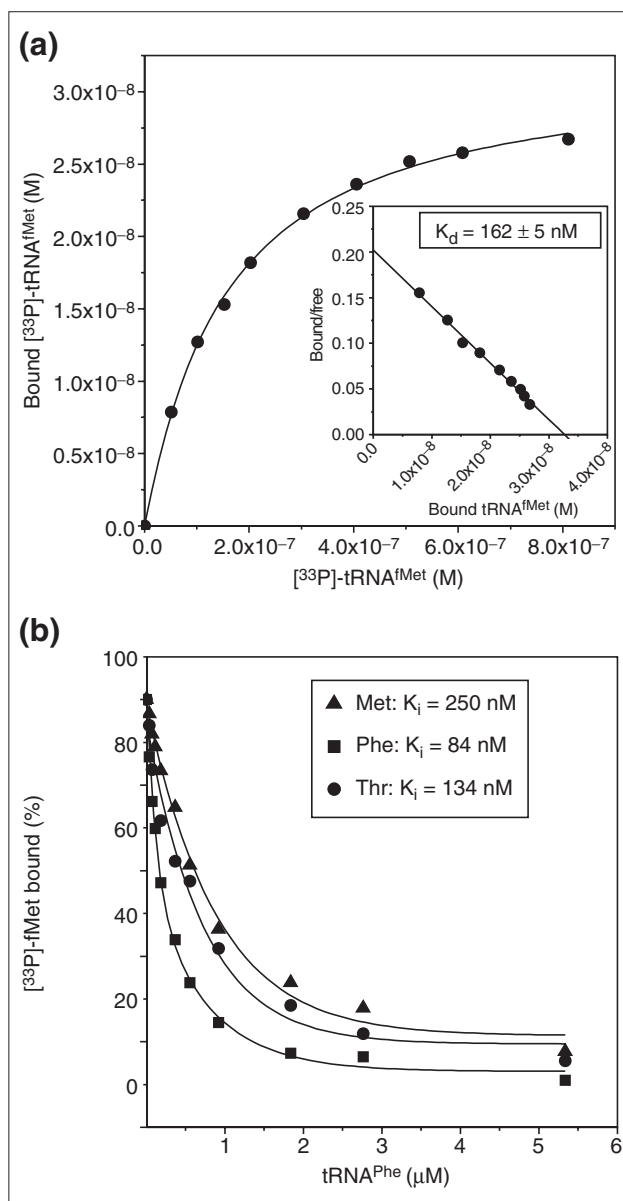 (a)
3.0x10⁻⁸
2.5x10⁻⁸
2.0x10⁻⁸
1.5x10⁻⁸
1.0x10⁻⁸
0.5x10⁻⁸
0.0
Bound [³³P]-tRNAᶠᴹᵉᵗ (M)
0.0
2.0x10⁻⁷
4.0x10⁻⁷
6.0x10⁻⁷
8.0x10⁻⁷
[³³P]-tRNAᶠᴹᵉᵗ (M)
K_d = 162 ± 5 nM
0.25
0.20
0.15
0.10
0.05
0.00
Bound/free
0.0
1.0x10⁻⁸
2.0x10⁻⁸
3.0x10⁻⁸
4.0x10⁻⁸
Bound tRNAᶠᴹᵉᵗ (M)
(b)
100
80
60
40
20
0
[³³P]-fMet bound (%)
Met: K_i = 250 nM
Phe: K_i = 84 nM
Thr: K_i = 134 nM
1
2
3
4
5
6
tRNAᴾʰᵉ (μM)